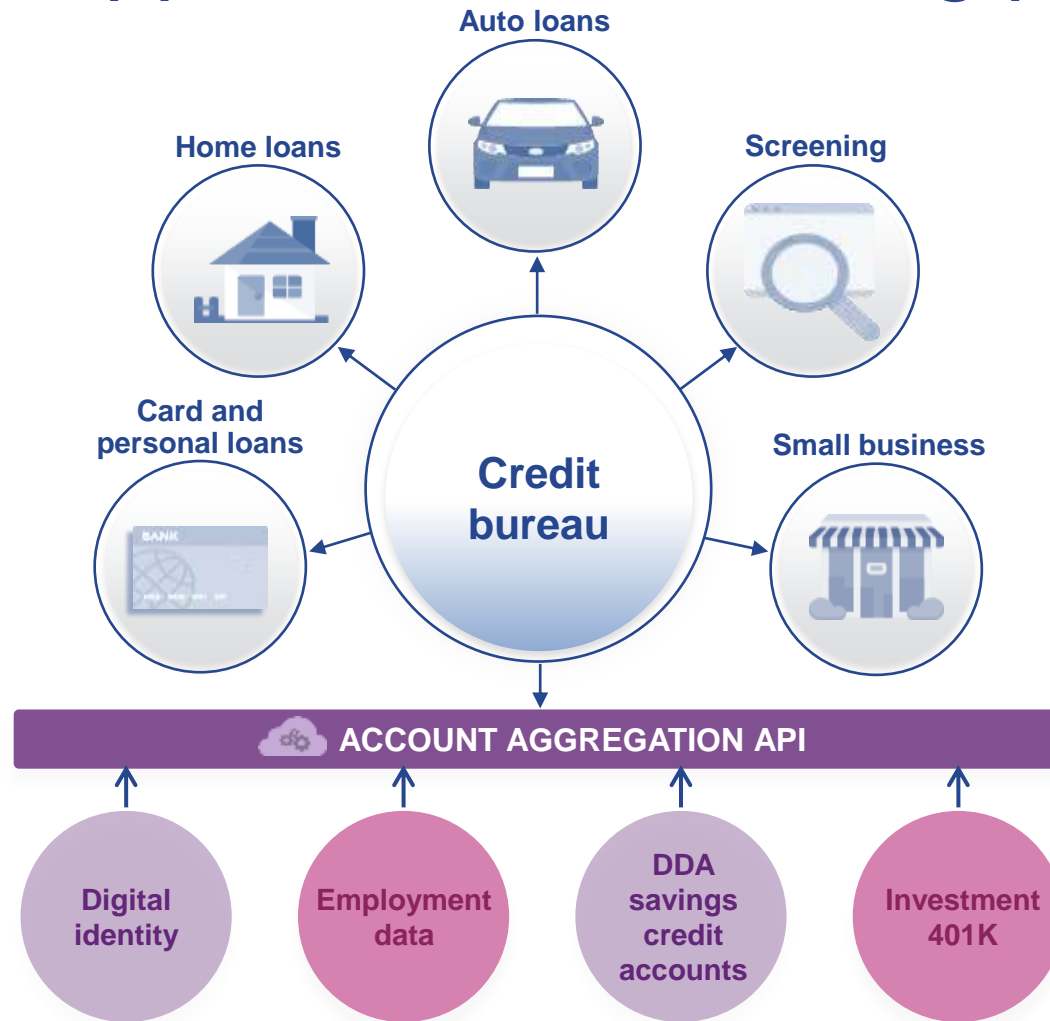 Auto loans
Home loans
Screening
Card and
personal loans
Small business
BANK
Credit
bureau
ACCOUNT AGGREGATION API
Digital
identity
Employment
data
DDA
savings
credit
accounts
Investment
401K